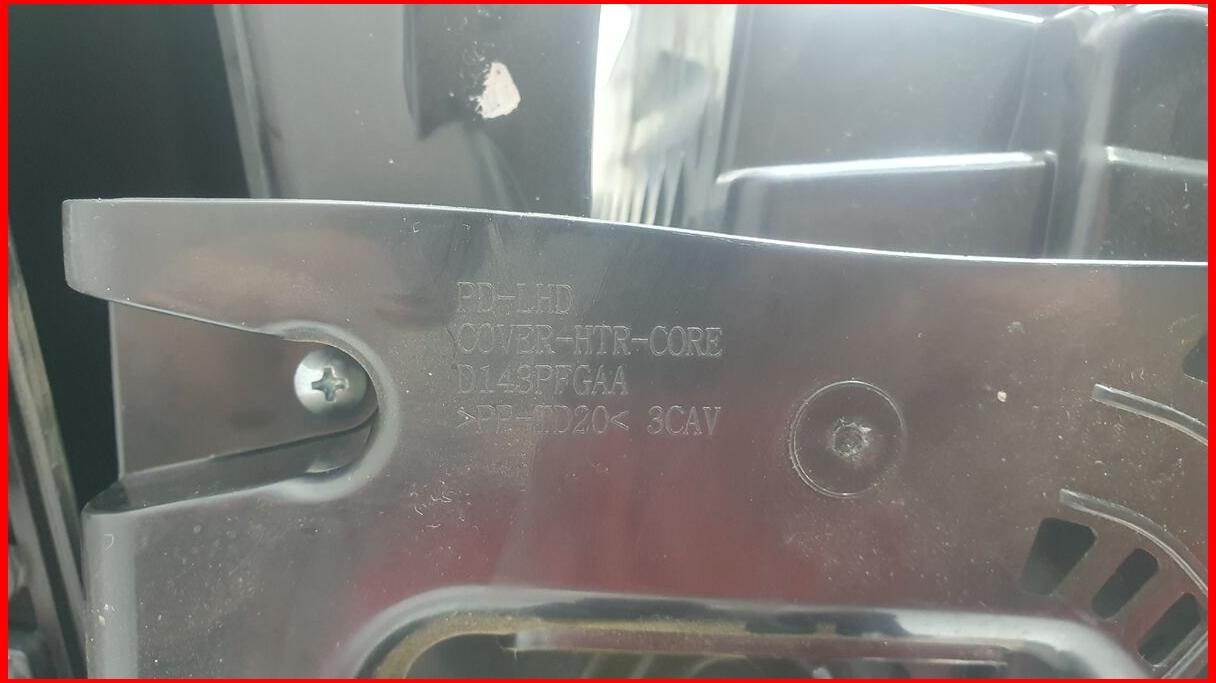 PD-LHD
COVER-HTR-CORE
D143PFGAA
>PP-TD20< 3CAV